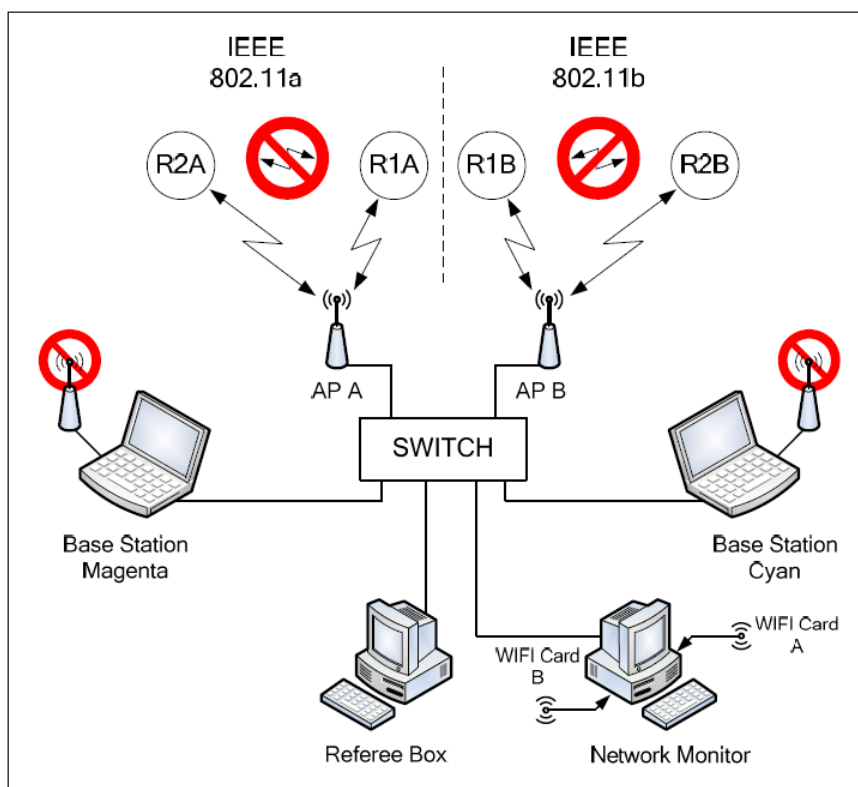 IEEE
802.11a
IEEE
802.11b
R2A
R1A
R1B
R2B
AP A
AP B
SWITCH
Base Station
Magenta
Base Station
Cyan
WIFI Card
A
WIFI Card
B
Referee Box
Network Monitor